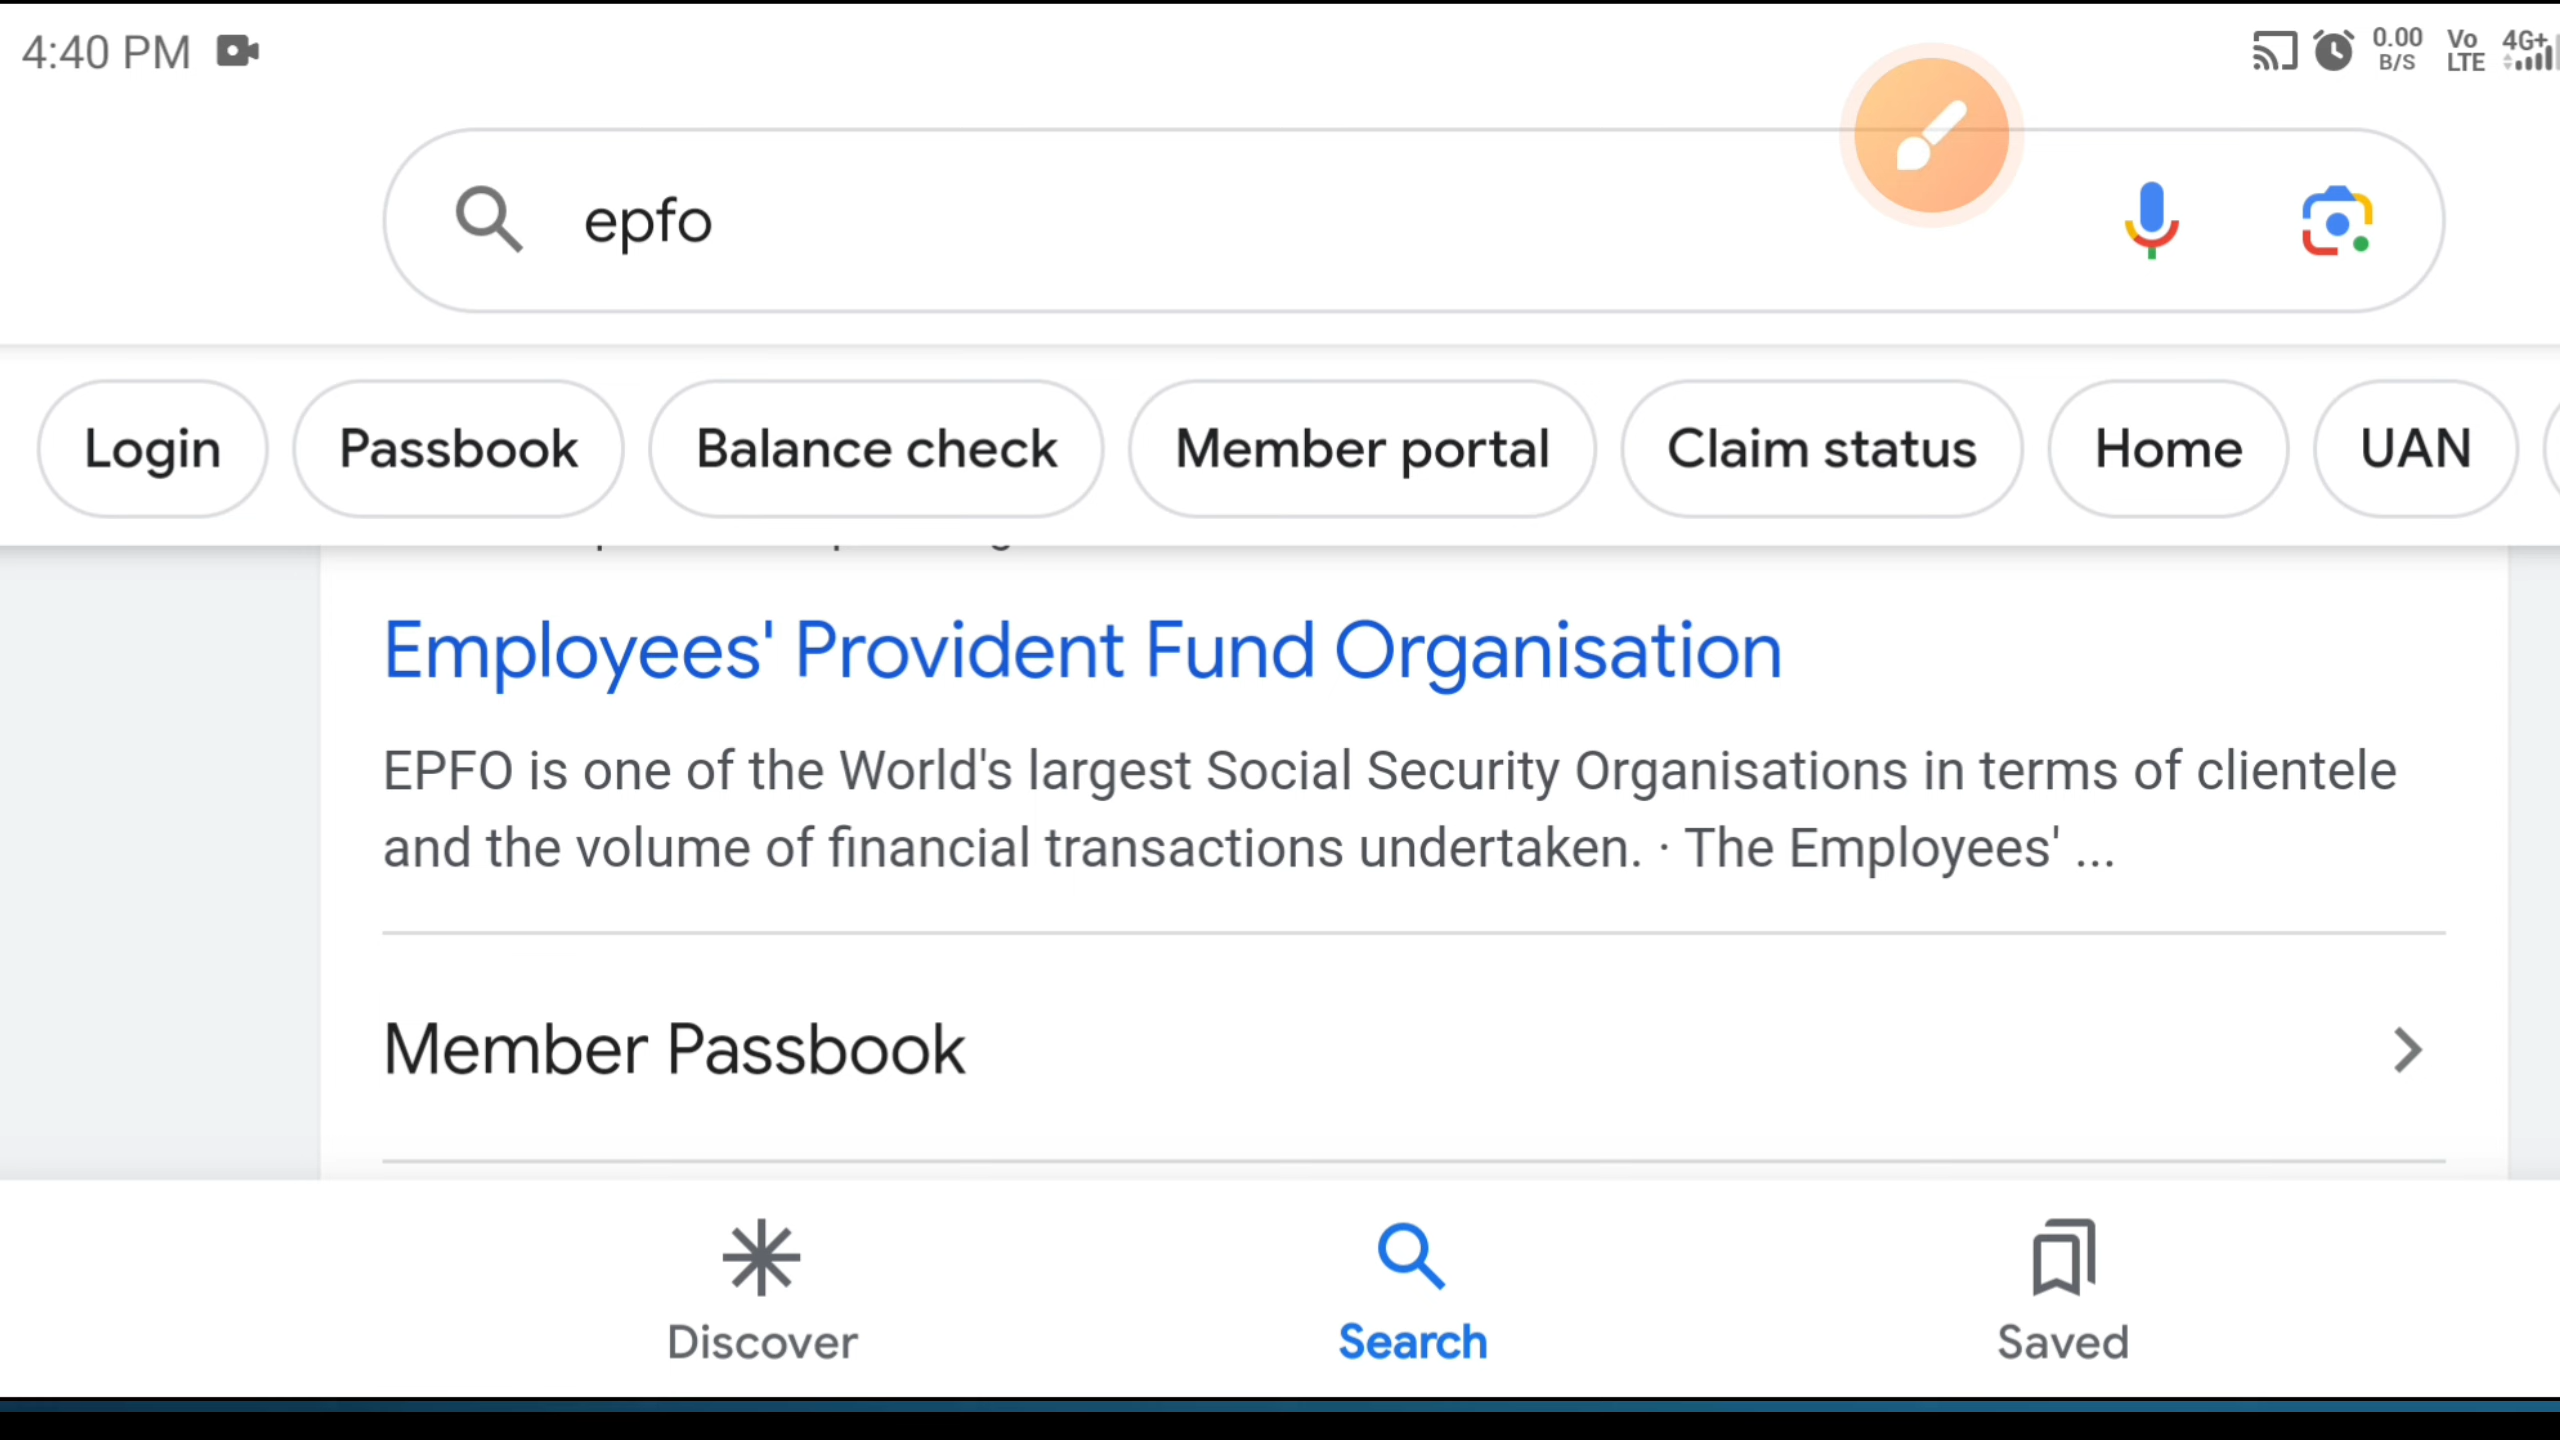 4:40 PM
0.00 B/S
Vo LTE
4G+
epfo
Login
Passbook
Balance check
Member portal
Claim status
Home
UAN
Employees' Provident Fund Organisation
EPFO is one of the World's largest Social Security Organisations in terms of clientele
and the volume of financial transactions undertaken. · The Employees' ...
Member Passbook
Discover
Search
Saved